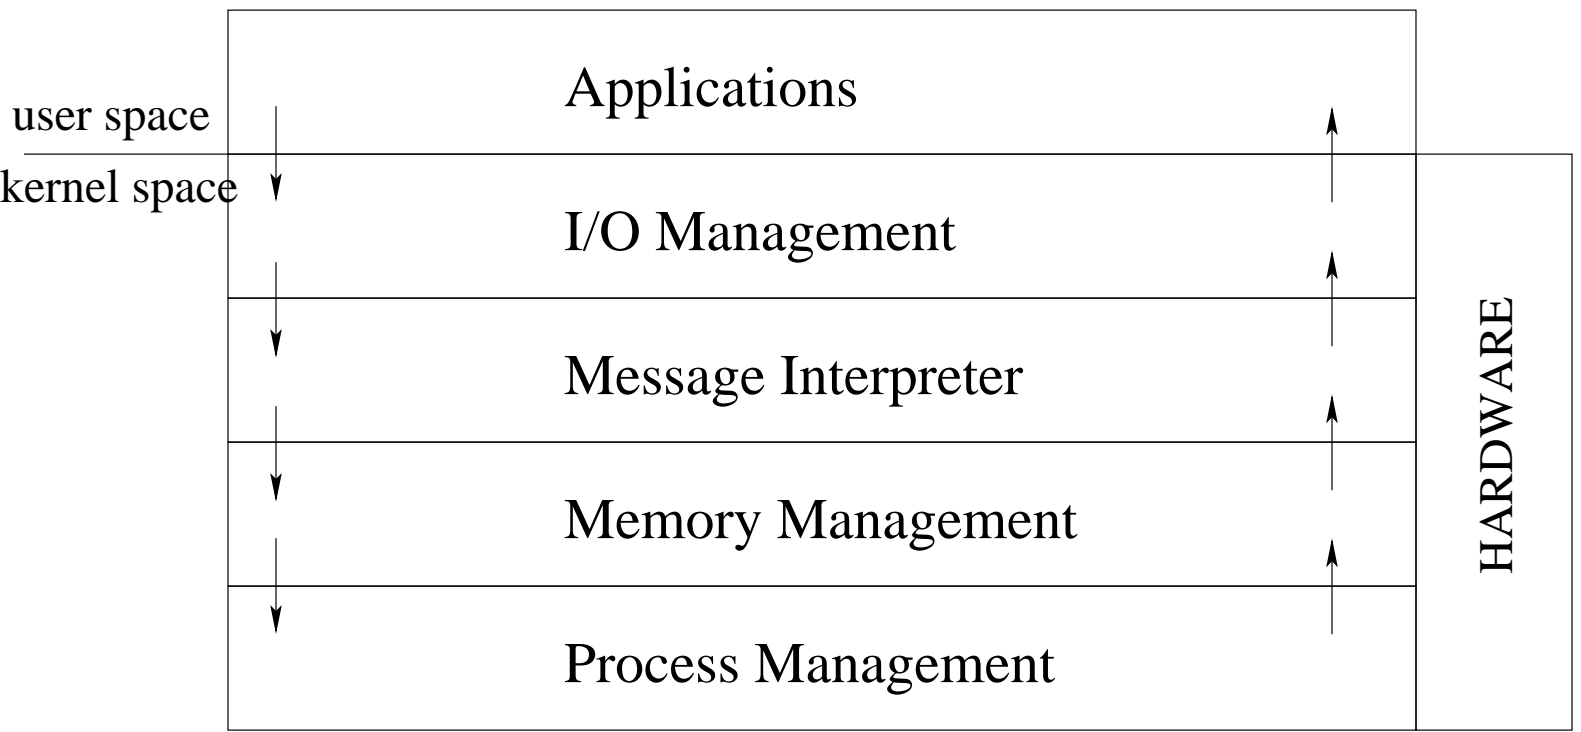 Applications
user space
kernel space
I/O Management
Message Interpreter
Memory Management
Process Management
HARDWARE